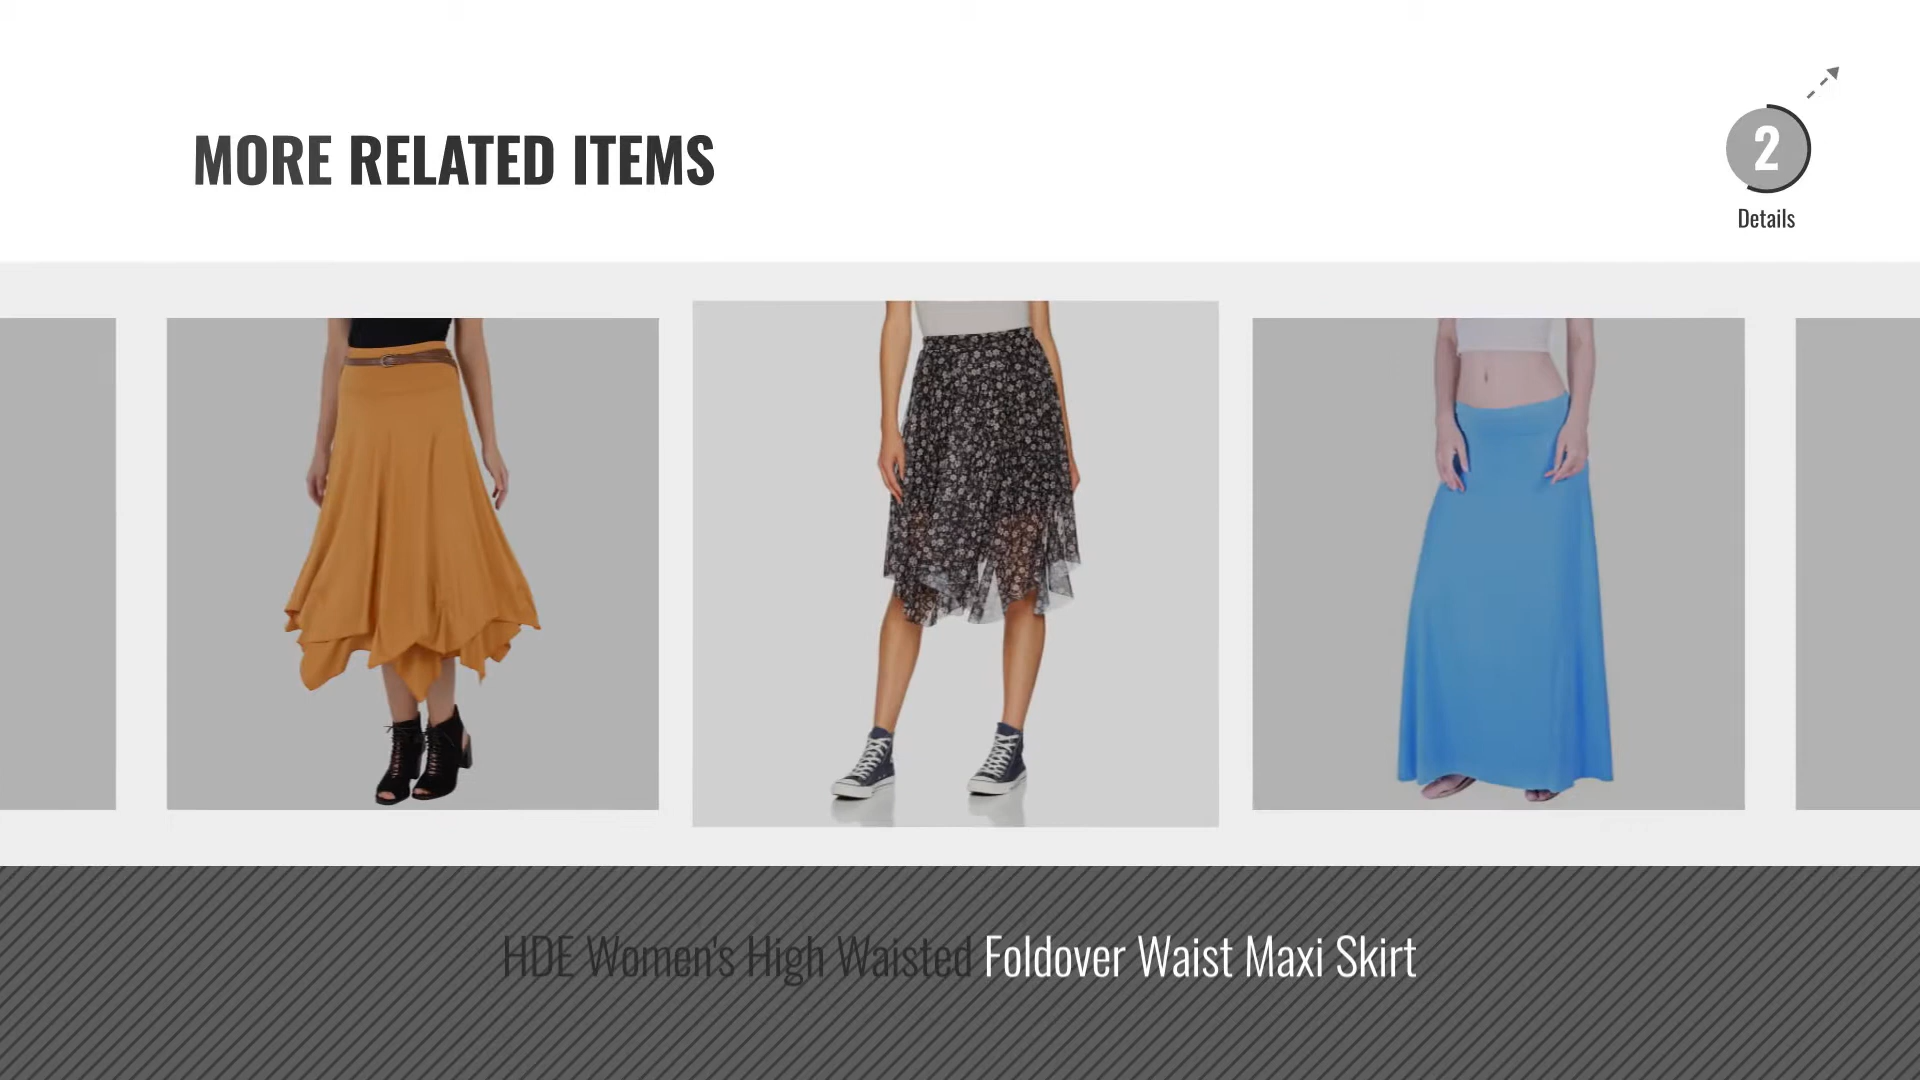 MORE RELATED ITEMS
2
Details
HDE Women's High Waisted Foldover Waist Maxi Skirt